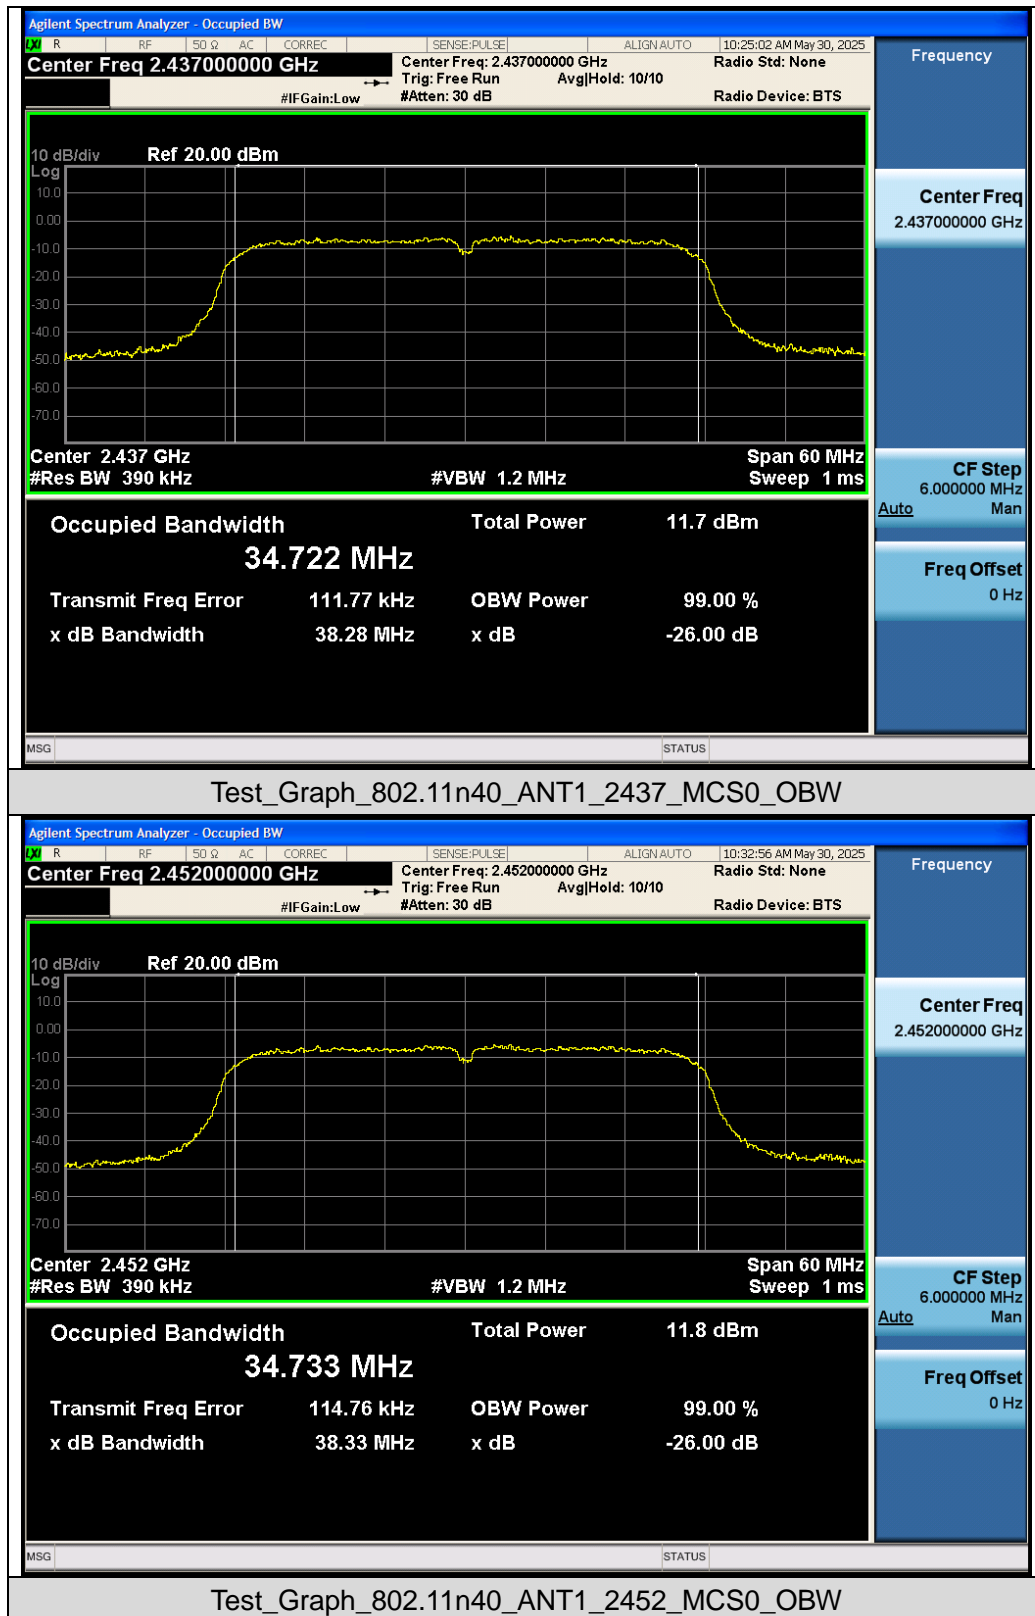 Agilent Spectrum Analyzer - Occupied BW
LXI R RF 50 Ω AC CORREC SENSE:PULSE ALIGN AUTO 10:25:02 AM May 30, 2025
Center Freq 2.437000000 GHz Center Freq: 2.437000000 GHz Radio Std: None
Trig: Free Run Avg|Hold: 10/10
#IFGain:Low #Atten: 30 dB Radio Device: BTS
Frequency
10 dB/div Ref 20.00 dBm
Log
10.0
0.00
-10.0
-20.0
-30.0
-40.0
-50.0
-60.0
-70.0
Center 2.437 GHz Span 60 MHz
#Res BW 390 kHz #VBW 1.2 MHz Sweep 1 ms
Center Freq
2.437000000 GHz
CF Step
6.000000 MHz
Auto Man
Freq Offset
0 Hz
Occupied Bandwidth Total Power 11.7 dBm
34.722 MHz
Transmit Freq Error 111.77 kHz OBW Power 99.00 %
x dB Bandwidth 38.28 MHz x dB -26.00 dB
MSG STATUS
Test_Graph_802.11n40_ANT1_2437_MCS0_OBW
Agilent Spectrum Analyzer - Occupied BW
LXI R RF 50 Ω AC CORREC SENSE:PULSE ALIGN AUTO 10:32:56 AM May 30, 2025
Center Freq 2.452000000 GHz Center Freq: 2.452000000 GHz Radio Std: None
Trig: Free Run Avg|Hold: 10/10
#IFGain:Low #Atten: 30 dB Radio Device: BTS
Frequency
10 dB/div Ref 20.00 dBm
Log
10.0
0.00
-10.0
-20.0
-30.0
-40.0
-50.0
-60.0
-70.0
Center 2.452 GHz Span 60 MHz
#Res BW 390 kHz #VBW 1.2 MHz Sweep 1 ms
Center Freq
2.452000000 GHz
CF Step
6.000000 MHz
Auto Man
Freq Offset
0 Hz
Occupied Bandwidth Total Power 11.8 dBm
34.733 MHz
Transmit Freq Error 114.76 kHz OBW Power 99.00 %
x dB Bandwidth 38.33 MHz x dB -26.00 dB
MSG STATUS
Test_Graph_802.11n40_ANT1_2452_MCS0_OBW